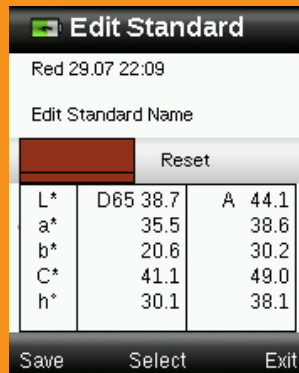 Edit Standard
Red 29.07 22:09
Edit Standard Name
Reset
L* D65 38.7 A 44.1
a* 35.5 38.6
b* 20.6 30.2
C* 41.1 49.0
h° 30.1 38.1
Save Select Exit